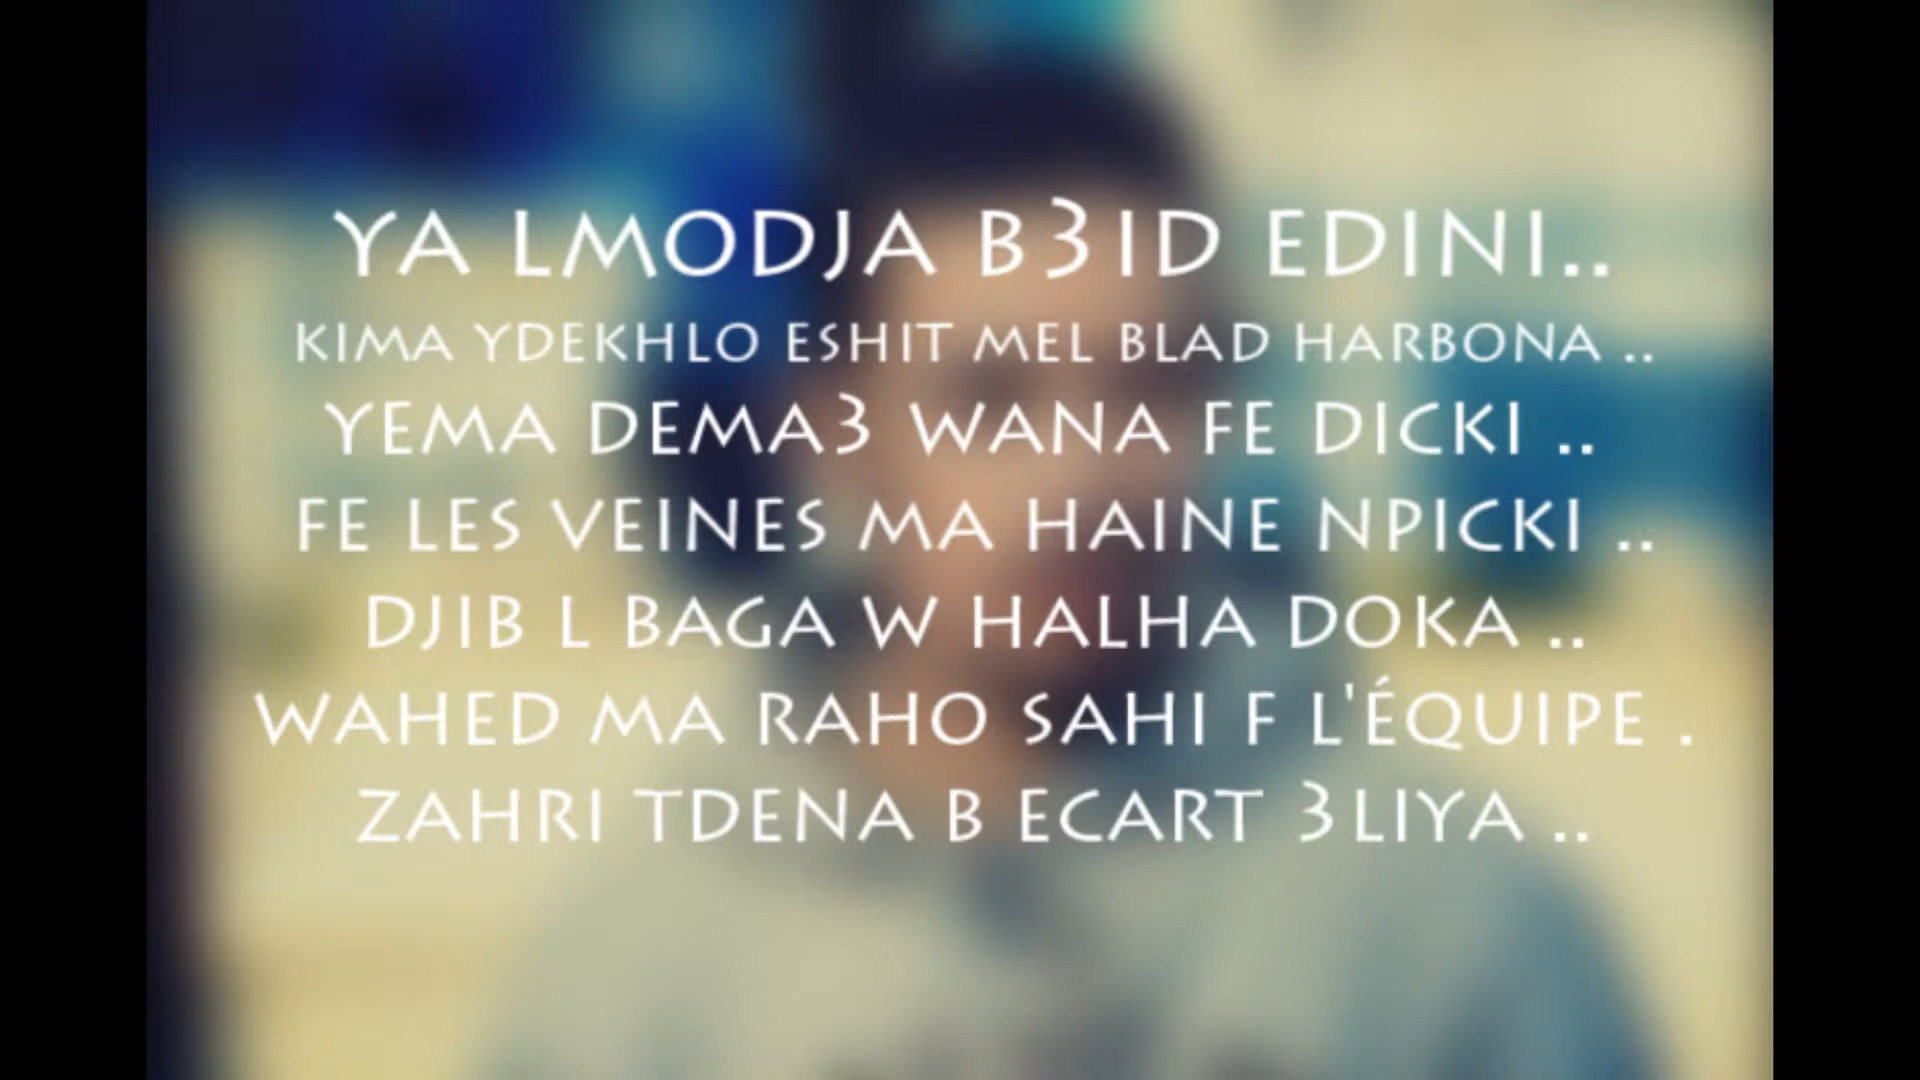 YA LMODJA B3ID EDINI..
KIMA YDEKHLO ESHIT MEL BLAD HARBONA ..
YEMA DEMA3 WANA FE DICKI ..
FE LES VEINES MA HAINE NPICKI ..
DJIB L BAGA W HALHA DOKA ..
WAHED MA RAHO SAHI F L'ÉQUIPE .
ZAHRI TDENA B ECART 3LIYA ..